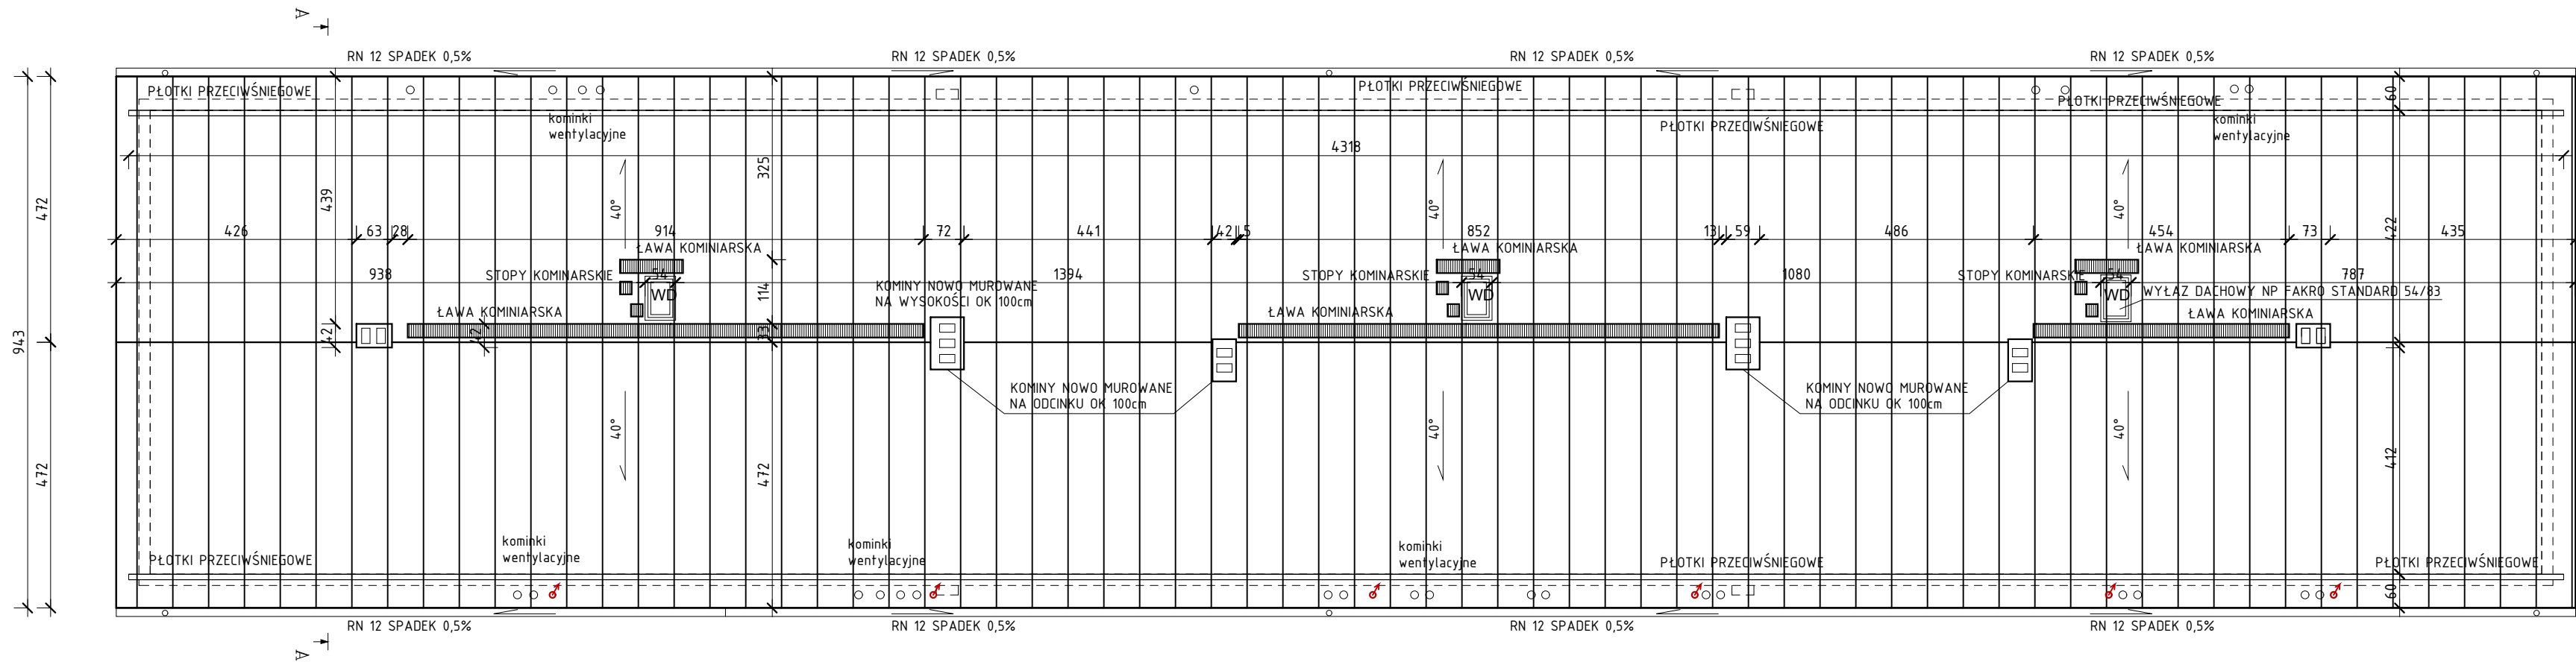 A
RN 12 SPADEK 0,5%
RN 12 SPADEK 0,5%
RN 12 SPADEK 0,5%
RN 12 SPADEK 0,5%
PŁOTKI PRZECIWŚNIEGOWE
PŁOTKI PRZECIWŚNIEGOWE
PŁOTKI PRZECIWŚNIEGOWE
60
kominki
wentylacyjne
PŁOTKI PRZECIWŚNIEGOWE
kominki
wentylacyjne
4318
325
439
472
40°
40°
40°
426
63
28
914
72
441
42
5
852
13
59
486
454
73
422
435
ŁAWA KOMINIARSKA
ŁAWA KOMINIARSKA
ŁAWA KOMINIARSKA
938
STOPY KOMINARSKIE
54
1394
STOPY KOMINARSKIE
54
1080
STOPY KOMINARSKIE
54
787
114
KOMINY NOWO MUROWANE
NA WYSOKOŚCI OK 100cm
WD
WD
WD
WYŁAZ DACHOWY NP FAKRO STANDARD 54/83
ŁAWA KOMINIARSKA
ŁAWA KOMINIARSKA
ŁAWA KOMINIARSKA
943
42
42
33
KOMINY NOWO MUROWANE
NA ODCINKU OK 100cm
KOMINY NOWO MUROWANE
NA ODCINKU OK 100cm
40°
40°
40°
472
472
412
kominki
wentylacyjne
kominki
wentylacyjne
kominki
wentylacyjne
PŁOTKI PRZECIWŚNIEGOWE
PŁOTKI PRZECIWŚNIEGOWE
PŁOTKI PRZECIWŚNIEGOWE
60
RN 12 SPADEK 0,5%
RN 12 SPADEK 0,5%
RN 12 SPADEK 0,5%
RN 12 SPADEK 0,5%
A